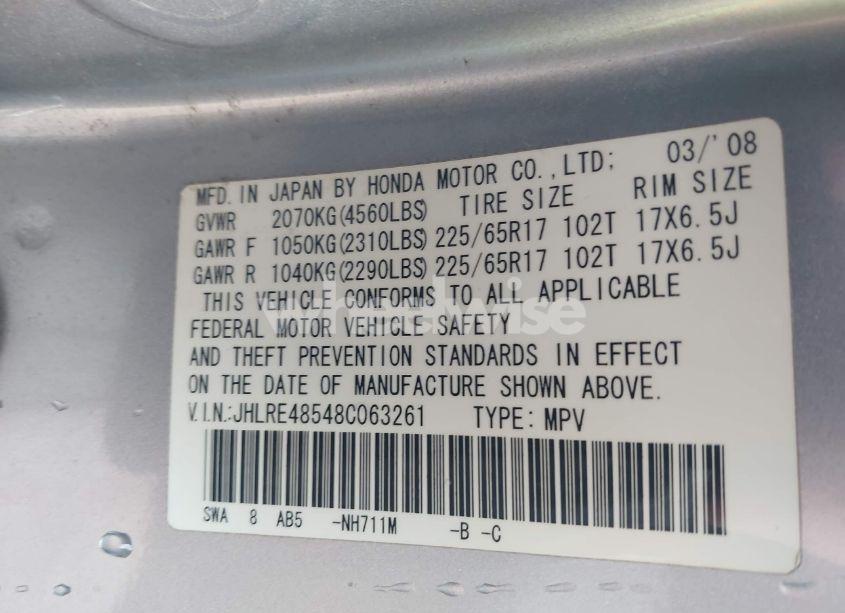 MFD. IN JAPAN BY HONDA MOTOR CO.,LTD; 03/'08
GVWR 2070KG(4560LBS) TIRE SIZE RIM SIZE
GAWR F 1050KG(2310LBS) 225/65R17 102T 17X6.5J
GAWR R 1040KG(2290LBS) 225/65R17 102T 17X6.5J
THIS VEHICLE CONFORMS TO ALL APPLICABLE
FEDERAL MOTOR VEHICLE SAFETY
AND THEFT PREVENTION STANDARDS IN EFFECT
ON THE DATE OF MANUFACTURE SHOWN ABOVE.
V.I.N.:JHLRE48548C063261 TYPE: MPV
SWA 8 AB5 -NH711M -B -C
wheelwise